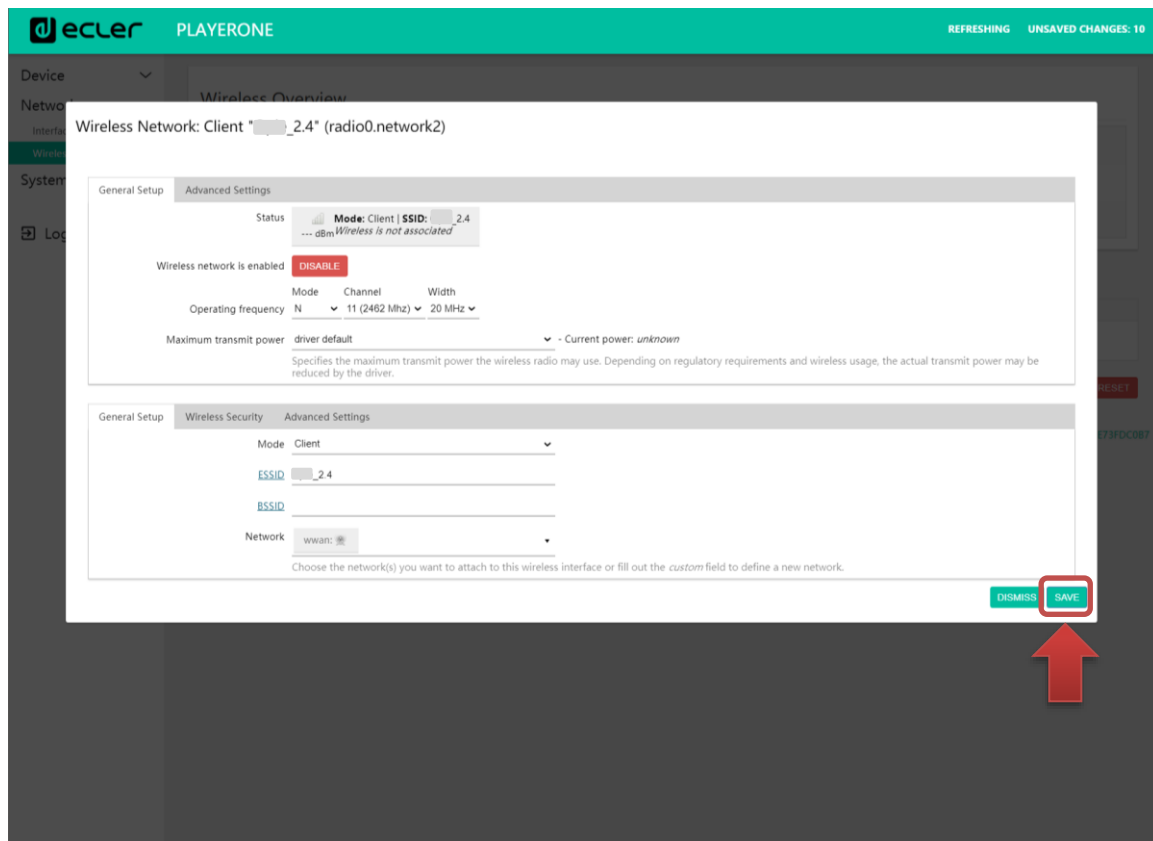 ecler PLAYERONE REFRESHING UNSAVED CHANGES: 10
Device
Wireless Overview
Wireless Network: Client "_2.4" (radio0.network2)
System
General Setup Advanced Settings
Status
Mode: Client | SSID: _2.4
--- dBm Wireless is not associated
Wireless network is enabled DISABLE
Mode Channel Width
Operating frequency N 11 (2462 Mhz) 20 MHz
Maximum transmit power driver default - Current power: unknown
Specifies the maximum transmit power the wireless radio may use. Depending on regulatory requirements and wireless usage, the actual transmit power may be
reduced by the driver.
RESET
General Setup Wireless Security Advanced Settings
E73FDC0B7
Mode Client
ESSID _2.4
BSSID
Network wwan:
Choose the network(s) you want to attach to this wireless interface or fill out the custom field to define a new network.
DISMISS SAVE